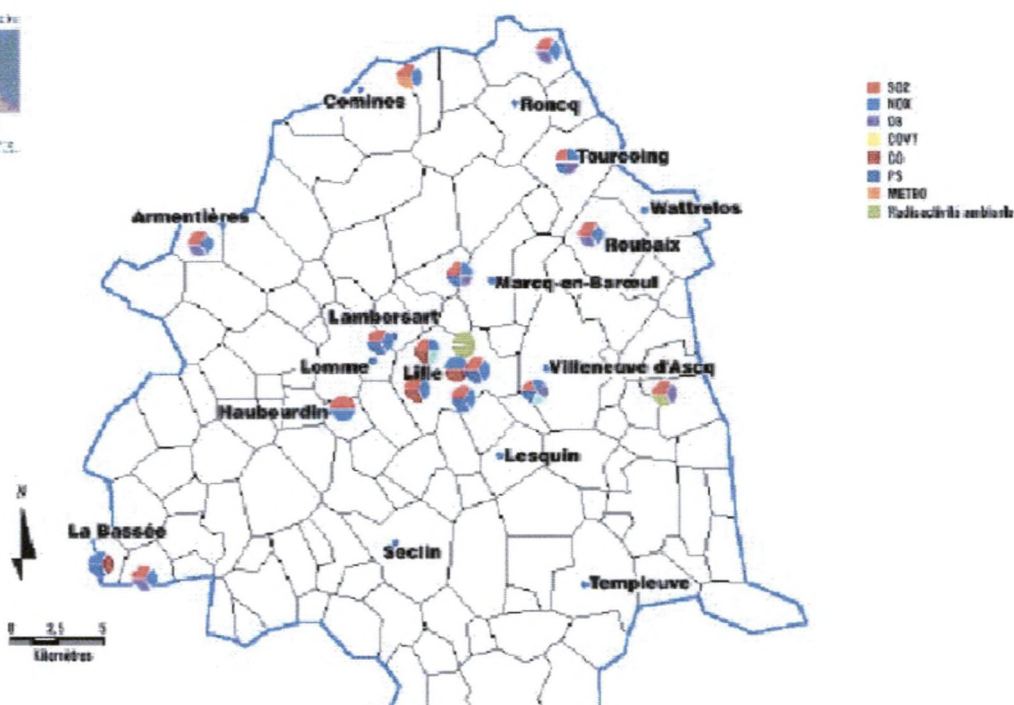 Comines
Roncq
Tourcoing
Armentières
Wattrelos
Roubaix
Marcq-en-Barœul
Lambersart
Lomme
Lille
Villeneuve d'Ascq
Haubourdin
Lesquin
La Bassée
Seclin
Templeuve
N
0 2,5 5
Kilomètres
SO2
NOX
O3
COVT
CO
PS
METEO
Radioactivité ambiante